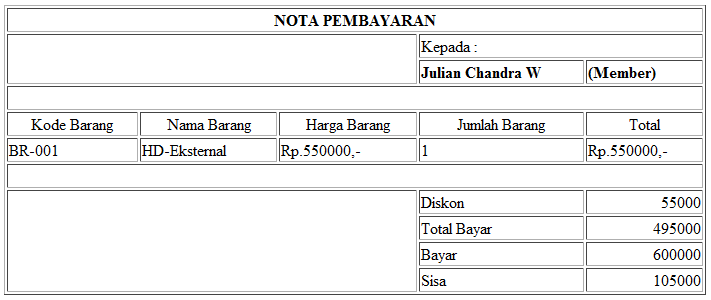 NOTA PEMBAYARAN
Kepada :
Julian Chandra W (Member)
Kode Barang Nama Barang Harga Barang Jumlah Barang Total
BR-001 HD-Eksternal Rp.550000,- 1 Rp.550000,-
Diskon 55000
Total Bayar 495000
Bayar 600000
Sisa 105000